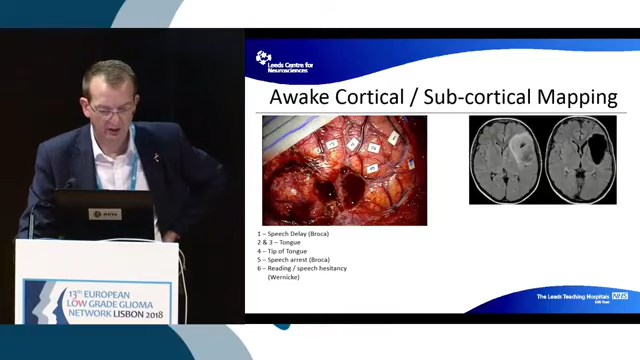 Leeds Centre for
Neurosciences
Awake Cortical / Sub-cortical Mapping
1 – Speech Delay (Broca)
2 & 3 – Tongue
4 – Tip of Tongue
5 – Speech arrest (Broca)
6 – Reading / speech hesitancy
(Wernicke)
The Leeds Teaching Hospitals
NHS
NHS Trust
13th EUROPEAN
LOW GRADE GLIOMA
NETWORK LISBON 2018